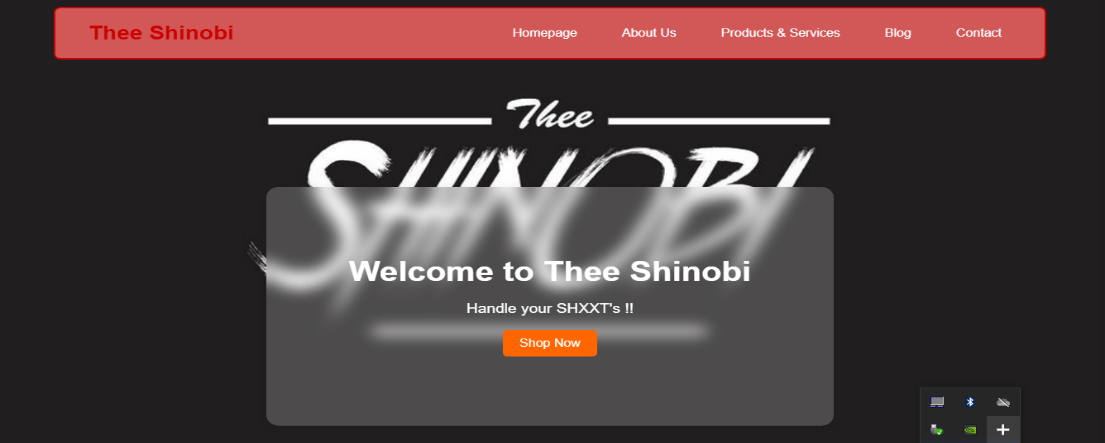 Thee Shinobi Homepage About Us Products & Services Blog Contact
Thee
SHINOBI
Welcome to Thee Shinobi
Handle your SHXXT's !!
Shop Now